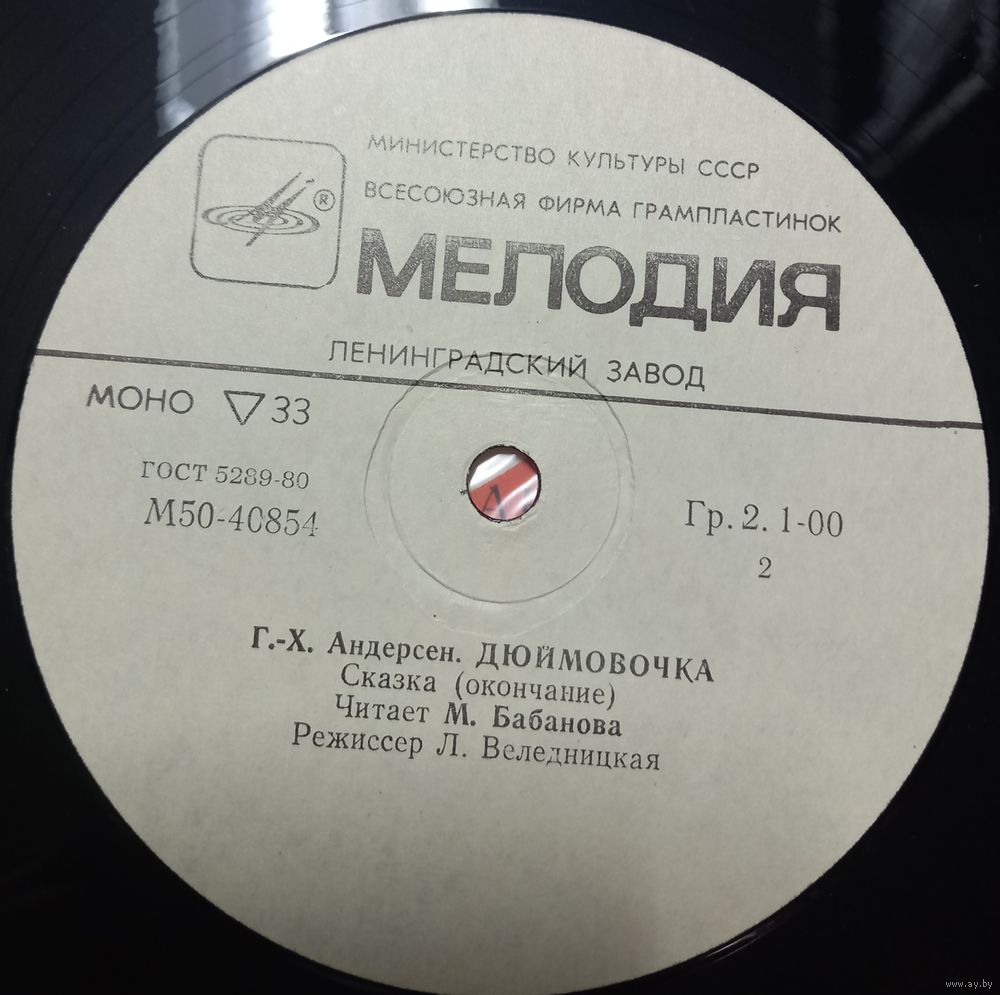 МИНИСТЕРСТВО КУЛЬТУРЫ СССР
ВСЕСОЮЗНАЯ ФИРМА ГРАМПЛАСТИНОК
®
МЕЛОДИЯ
ЛЕНИНГРАДСКИЙ ЗАВОД
МОНО ▽ 33
ГОСТ 5289-80
М50-40854
Гр. 2. 1-00
2
Г.-Х. Андерсен. ДЮЙМОВОЧКА
Сказка (окончание)
Читает М. Бабанова
Режиссер Л. Веледницкая
www.ay.by